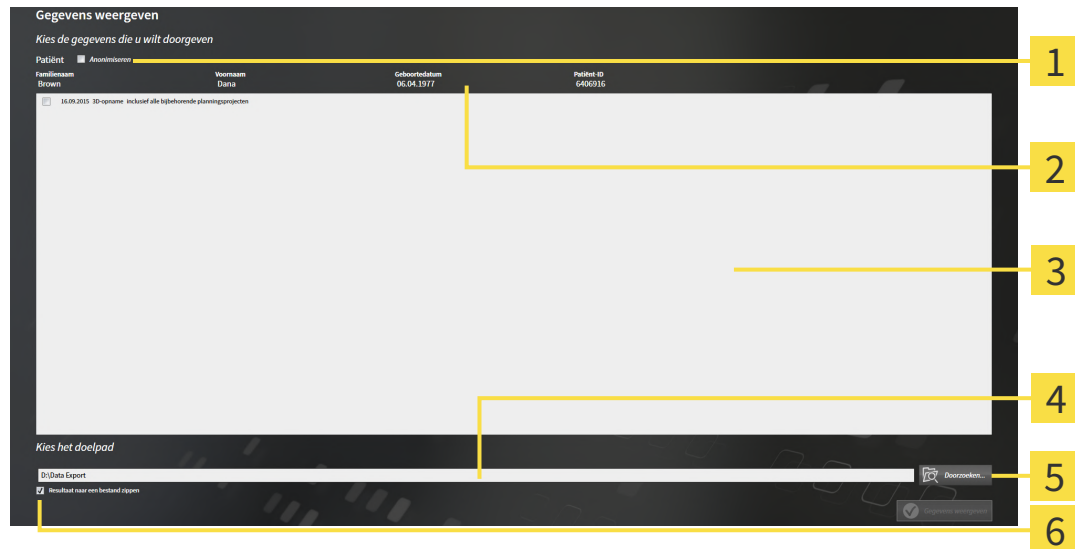 Gegevens weergeven
Kies de gegevens die u wilt doorgeven
Patiënt Anonimiseren
1
Familienaam Voornaam Geboortedatum Patiënt-ID
Brown Dana 06.04.1977 6406916
16.09.2015 3D-opname inclusief alle bijbehorende planningsprojecten
2
3
4
Kies het doelpad
D:\Data Export
Doorzoeken...
5
Resultaat naar een bestand zippen
Gegevens weergeven
6